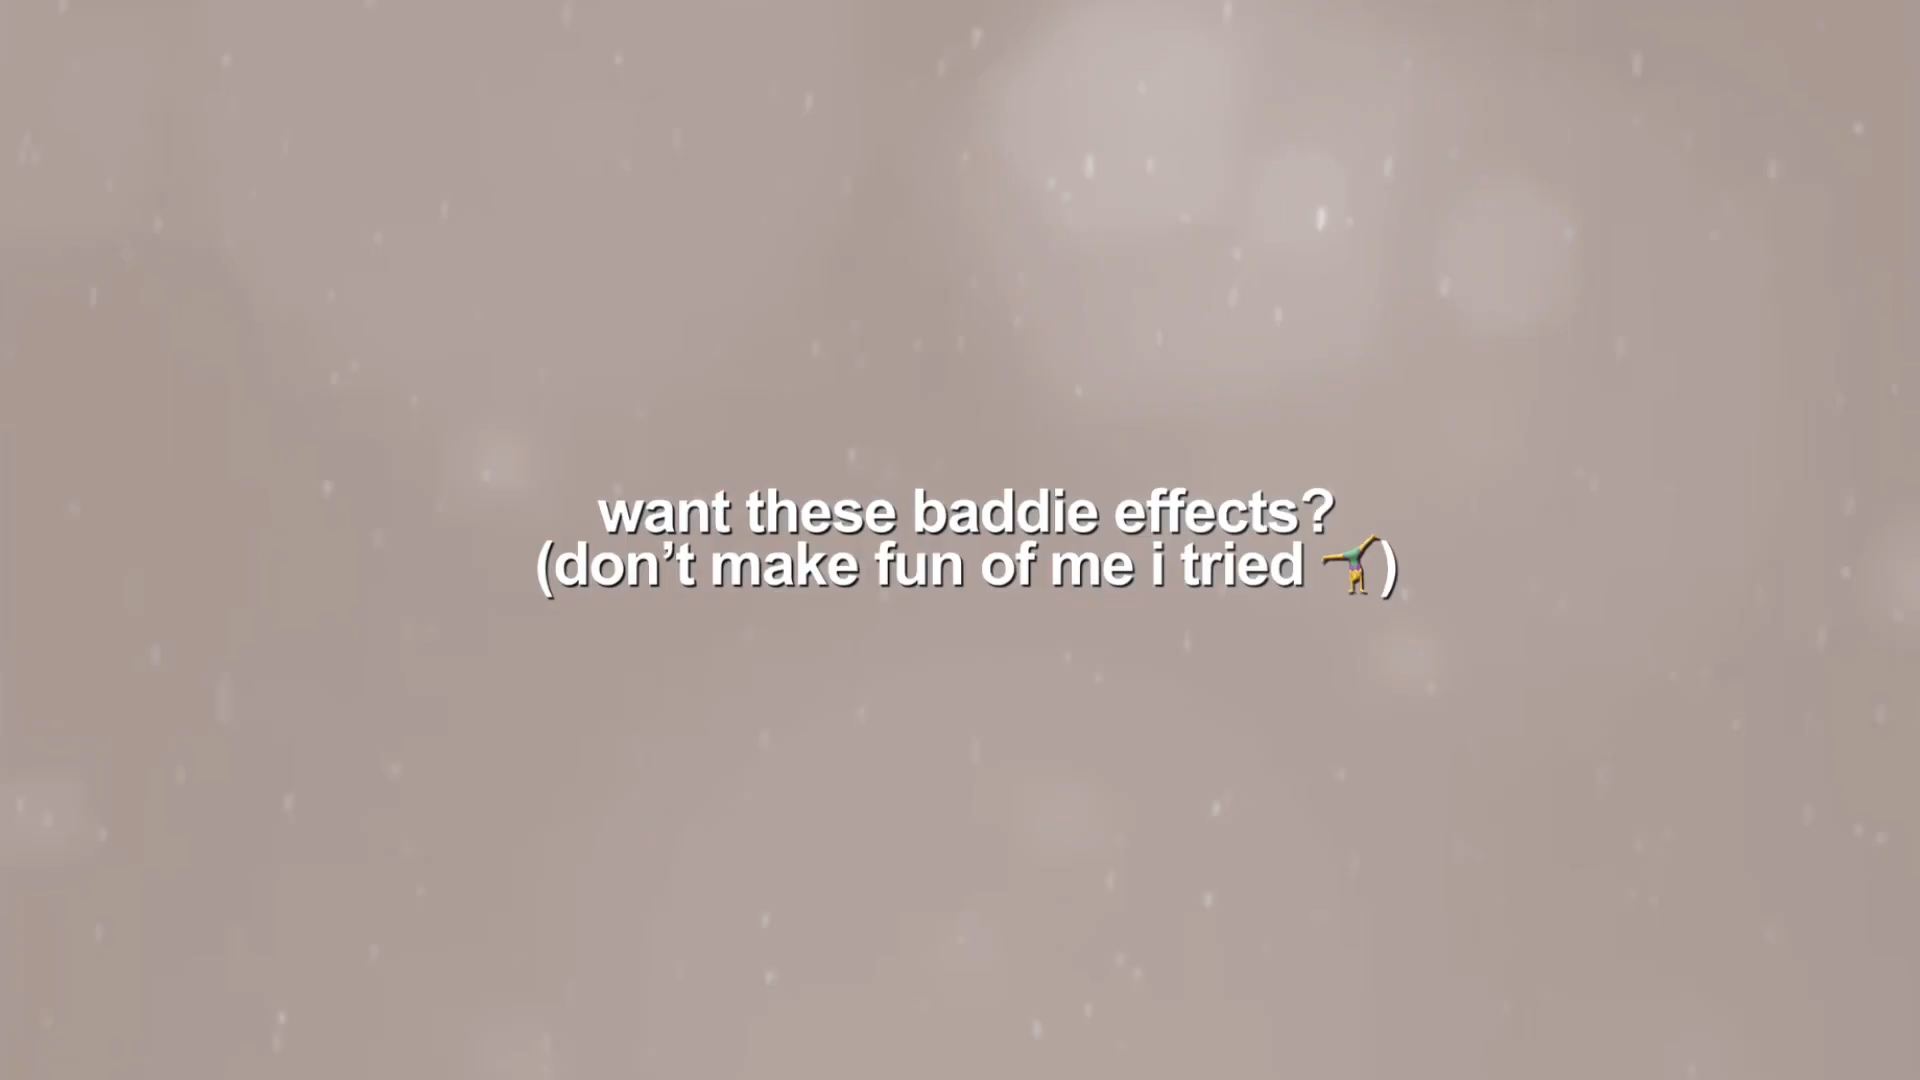 want these baddie effects?
(don’t make fun of me i tried 🤸)